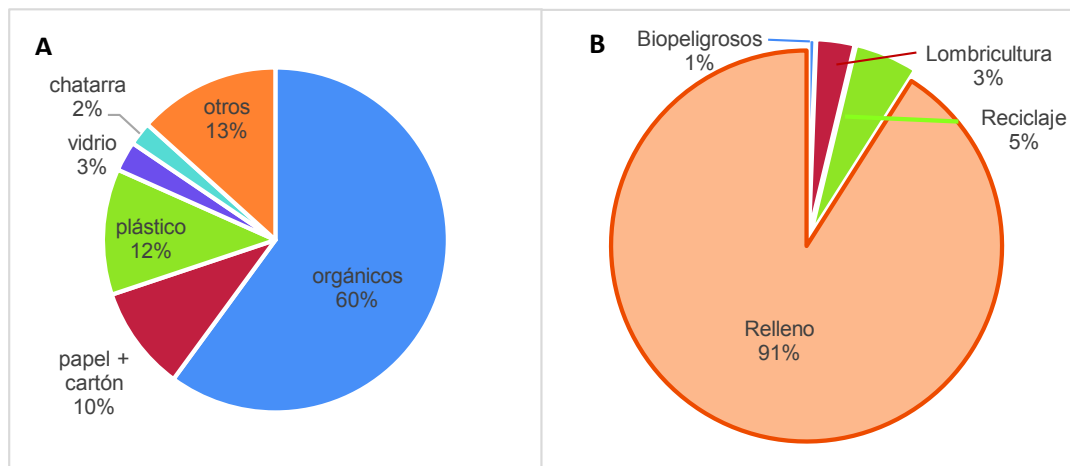 A
chatarra
2%
vidrio
3%
otros
13%
plástico
12%
orgánicos
60%
papel +
cartón
10%
B
Biopeligrosos
1%
Lombricultura
3%
Reciclaje
5%
Relleno
91%